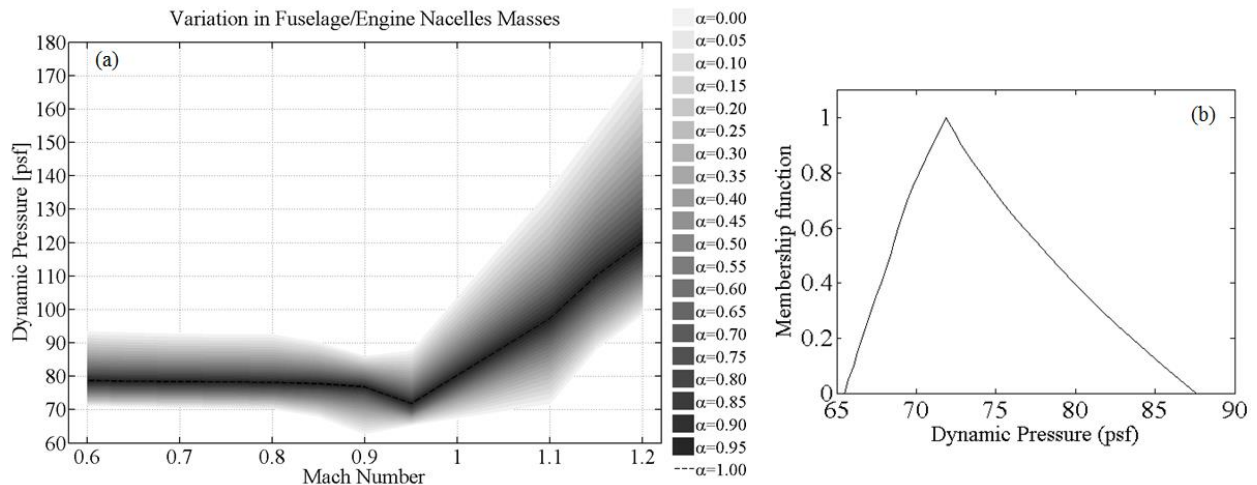 Variation in Fuselage/Engine Nacelles Masses
(a)
Dynamic Pressure [psf]
180
170
160
150
140
130
120
110
100
90
80
70
60
0.6 0.7 0.8 0.9 1 1.1 1.2
Mach Number
α=0.00
α=0.05
α=0.10
α=0.15
α=0.20
α=0.25
α=0.30
α=0.35
α=0.40
α=0.45
α=0.50
α=0.55
α=0.60
α=0.65
α=0.70
α=0.75
α=0.80
α=0.85
α=0.90
α=0.95
α=1.00
(b)
Membership function
1
0.8
0.6
0.4
0.2
0
65 70 75 80 85 90
Dynamic Pressure (psf)